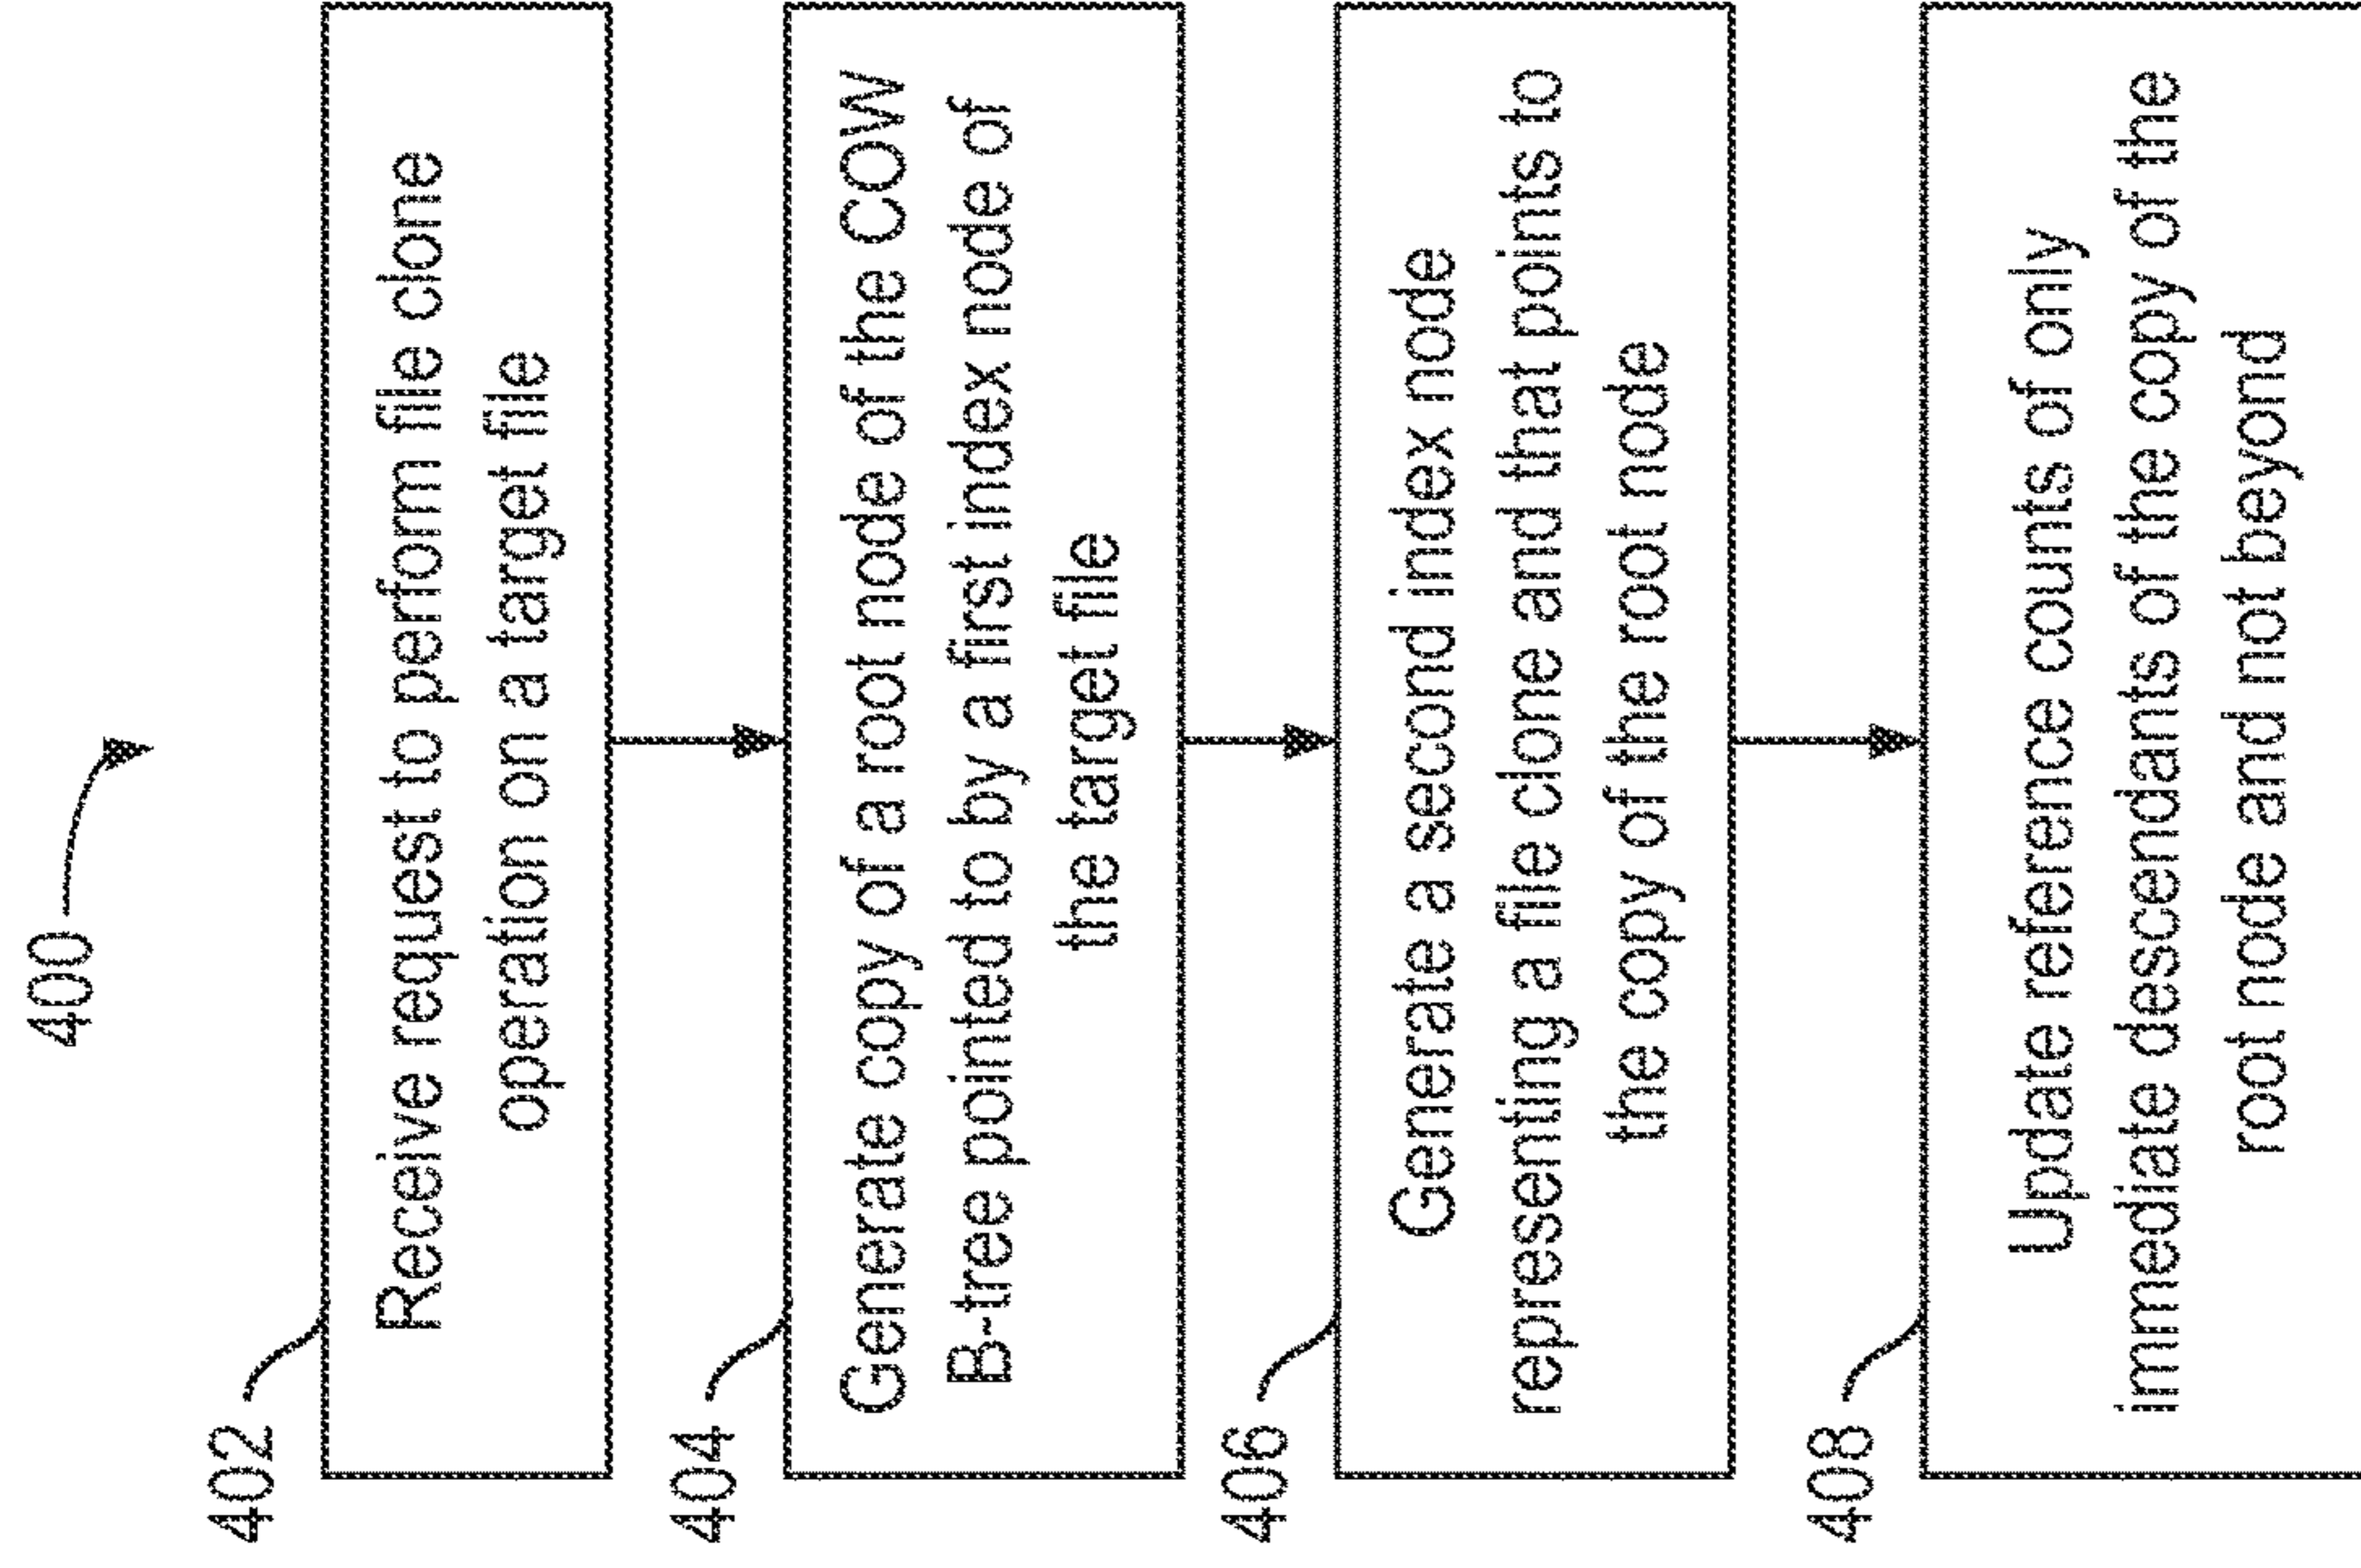 400
402
Receive request to perform file clone
operation on a target file
404
Generate copy of a root node of the COW
B-tree pointed to by a first index node of
the target file
406
Generate a second index node
representing a file clone and that points to
the copy of the root node
408
Update reference counts of only
immediate descendants of the copy of the
root node and not beyond